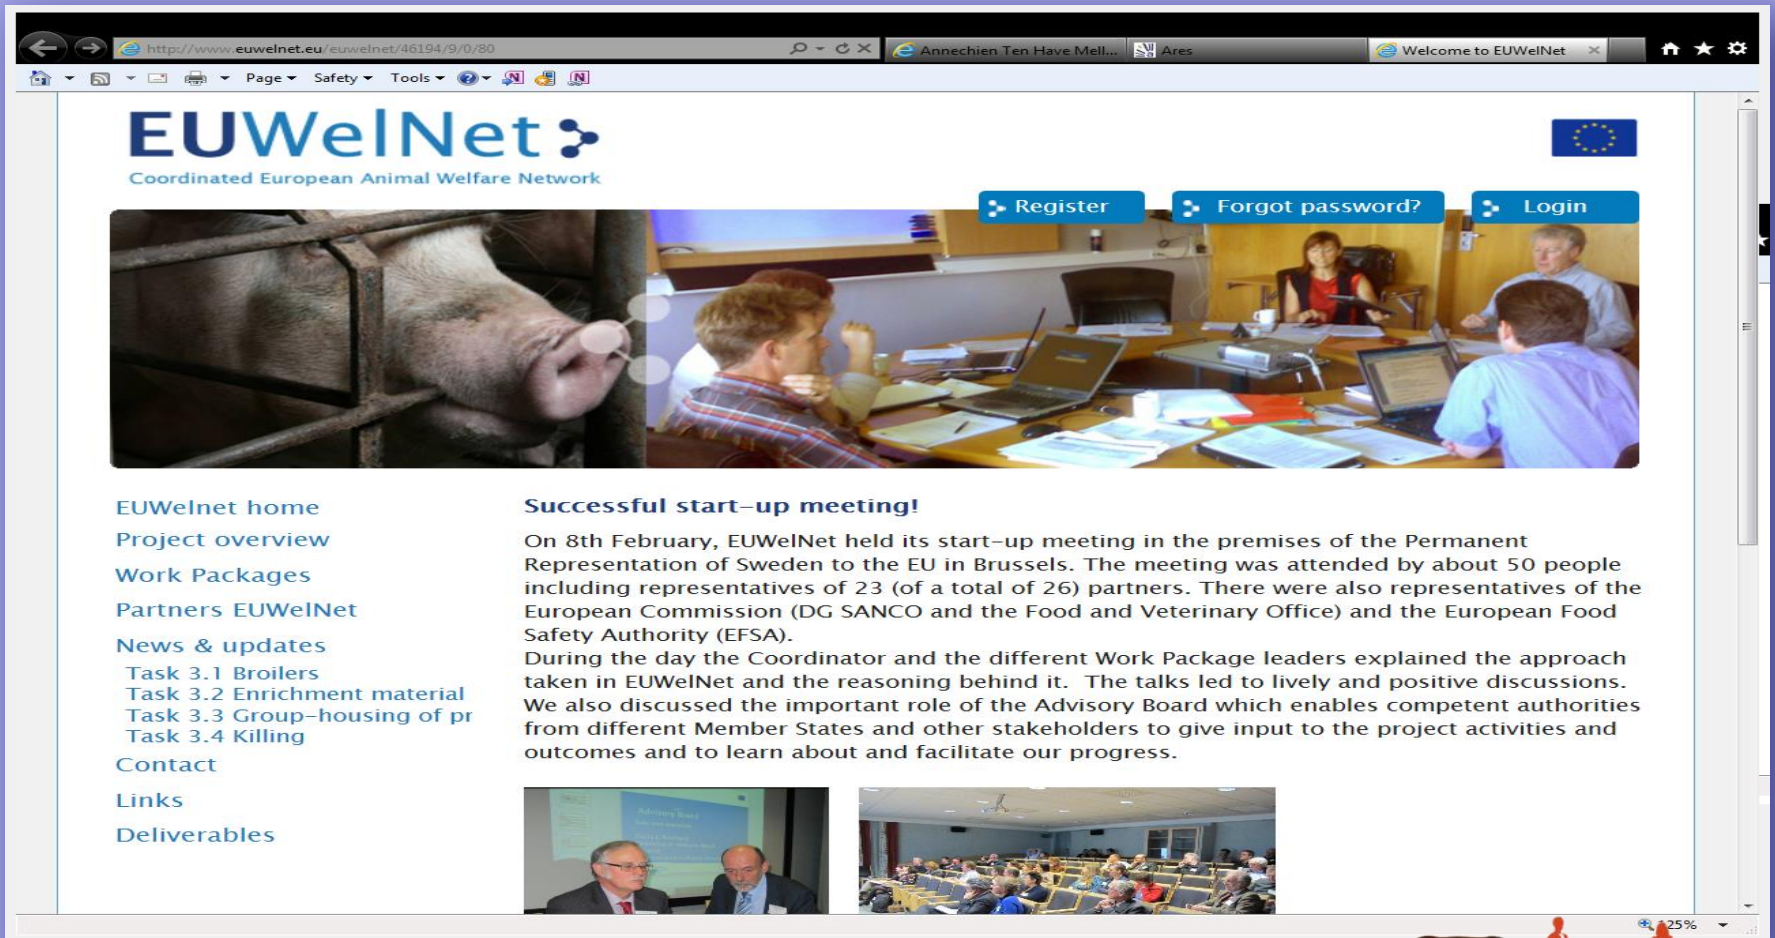 http://www.euwelnet.eu/euwelnet/46194/9/0/80
Annechien Ten Have Mell...
Ares
Welcome to EUWelNet
Page
Safety
Tools
EUWelNet
Coordinated European Animal Welfare Network
Register
Forgot password?
Login
EUWelnet home
Project overview
Work Packages
Partners EUWelNet
News & updates
Task 3.1 Broilers
Task 3.2 Enrichment material
Task 3.3 Group-housing of pr
Task 3.4 Killing
Contact
Links
Deliverables
Successful start-up meeting!
On 8th February, EUWelNet held its start-up meeting in the premises of the Permanent
Representation of Sweden to the EU in Brussels. The meeting was attended by about 50 people
including representatives of 23 (of a total of 26) partners. There were also representatives of the
European Commission (DG SANCO and the Food and Veterinary Office) and the European Food
Safety Authority (EFSA).
During the day the Coordinator and the different Work Package leaders explained the approach
taken in EUWelNet and the reasoning behind it. The talks led to lively and positive discussions.
We also discussed the important role of the Advisory Board which enables competent authorities
from different Member States and other stakeholders to give input to the project activities and
outcomes and to learn about and facilitate our progress.
Advisory Board
125%